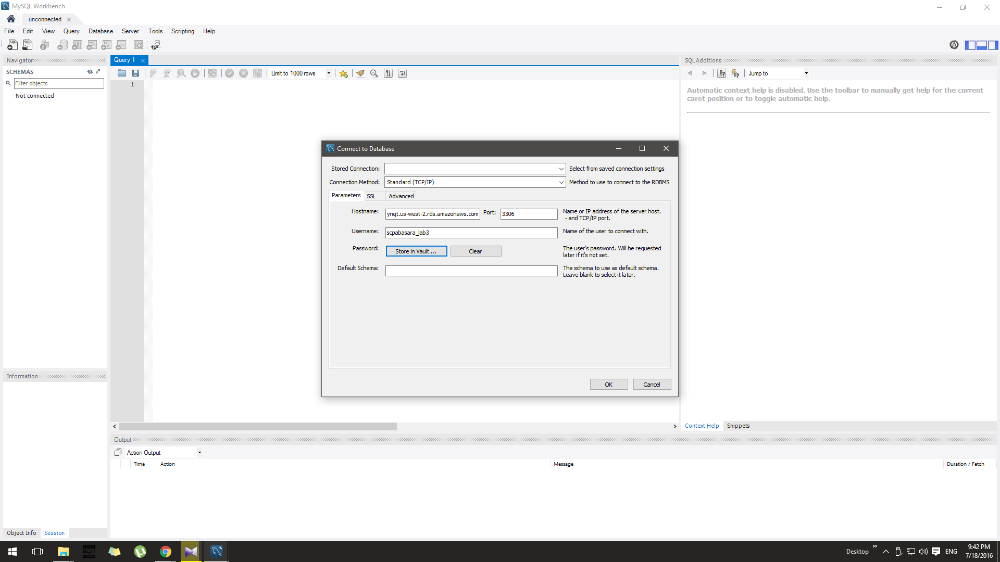 MySQL Workbench
unconnected
File Edit View Query Database Server Tools Scripting Help
Navigator
SCHEMAS
Filter objects
Not connected
Query 1
Limit to 1000 rows
1
SQLAdditions
Jump to
Automatic context help is disabled. Use the toolbar to manually get help for the current
caret position or to toggle automatic help.
Connect to Database
Stored Connection: Select from saved connection settings
Connection Method: Standard (TCP/IP) Method to use to connect to the RDBMS
Parameters SSL Advanced
Hostname: ynqt.us-west-2.rds.amazonaws.com Port: 3306 Name or IP address of the server host.
- and TCP/IP port.
Username: scpabasara_lab3 Name of the user to connect with.
Password: Store in Vault ... Clear The user's password. Will be requested
later if it's not set.
Default Schema: The schema to use as default schema.
Leave blank to select it later.
OK Cancel
Information
Context Help Snippets
Output
Action Output
Time Action Message Duration / Fetch
Object Info Session
Desktop ENG
9:42 PM
7/18/2016